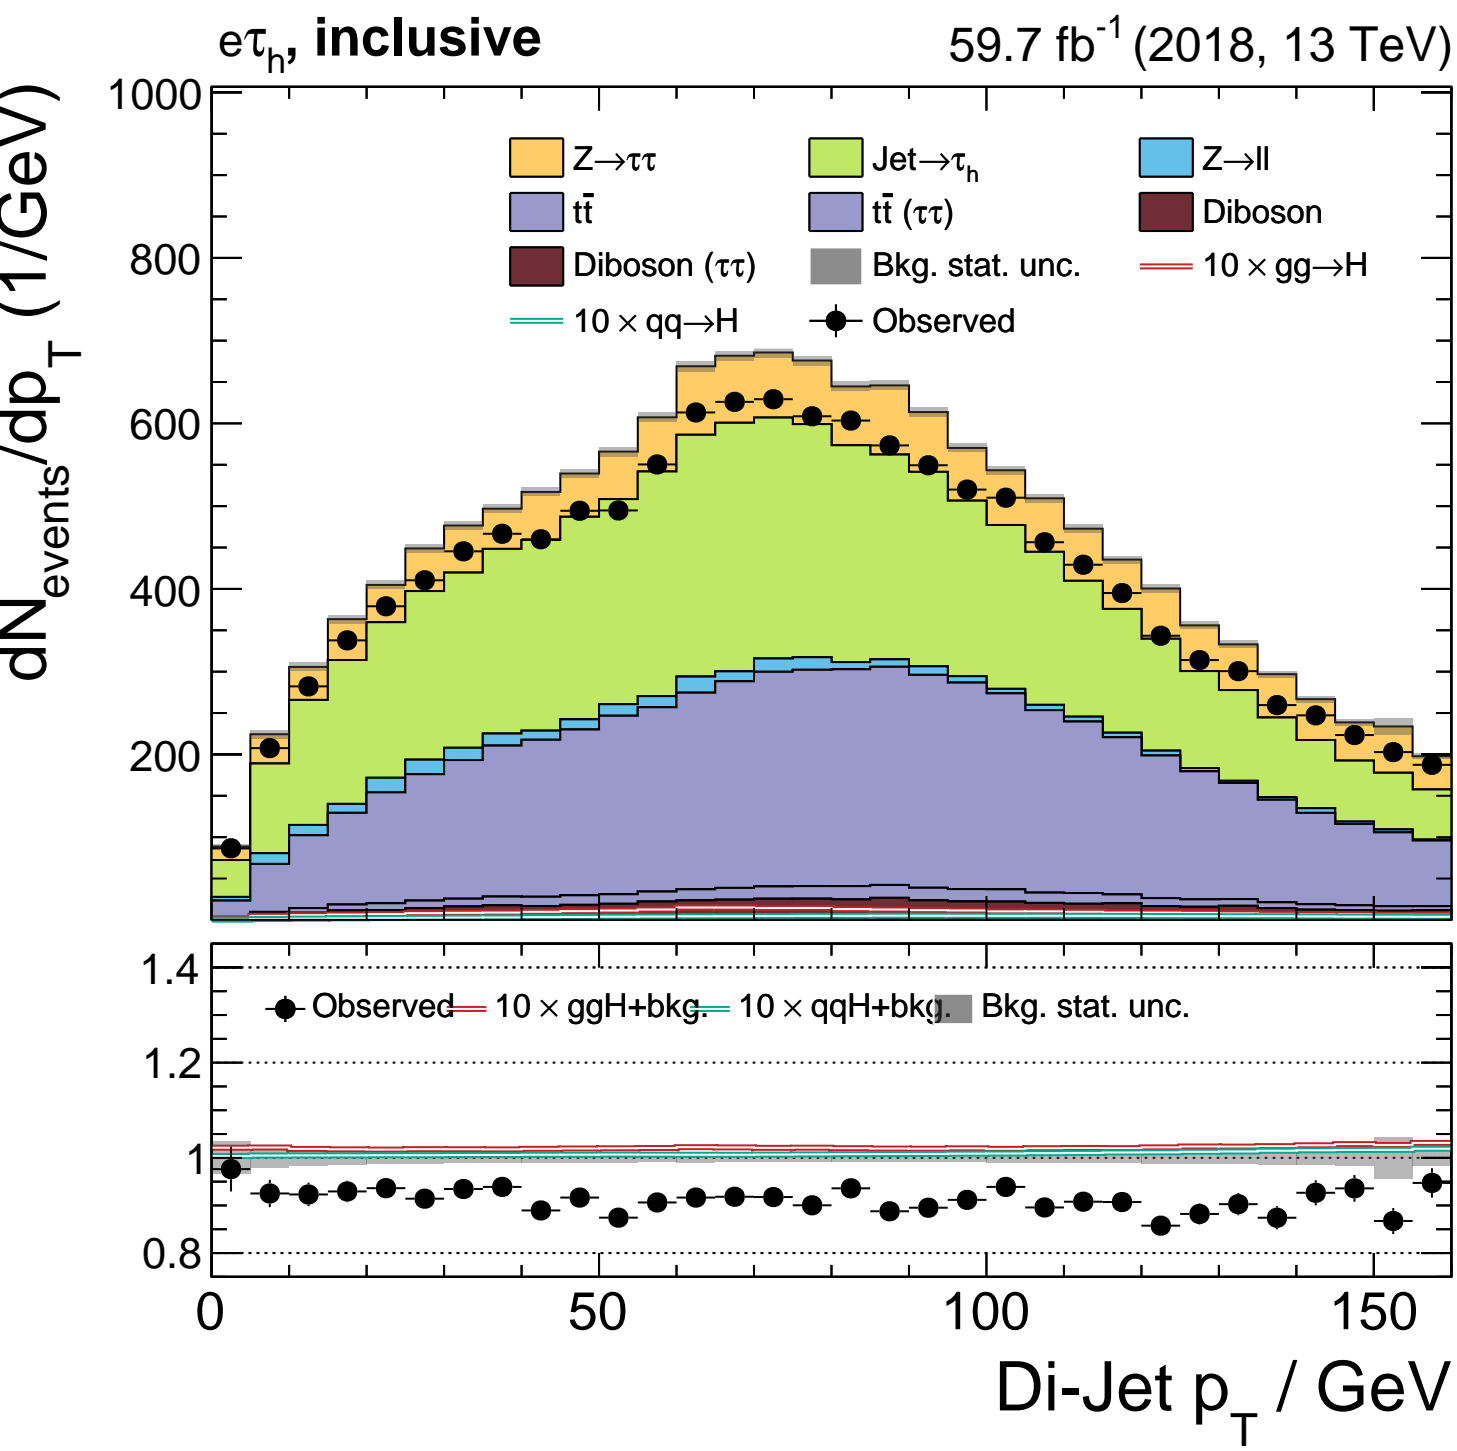 eτh, inclusive 59.7 fb-1 (2018, 13 TeV)
dNevents/dpT (1/GeV)
1000
800
600
400
200
Z→ττ Jet→τh Z→ll
tt̄ tt̄ (ττ) Diboson
Diboson (ττ) Bkg. stat. unc. 10 × gg→H
10 × qq→H Observed
1.4
1.2
1
0.8
Observed 10 × ggH+bkg. 10 × qqH+bkg. Bkg. stat. unc.
0 50 100 150
Di-Jet pT / GeV